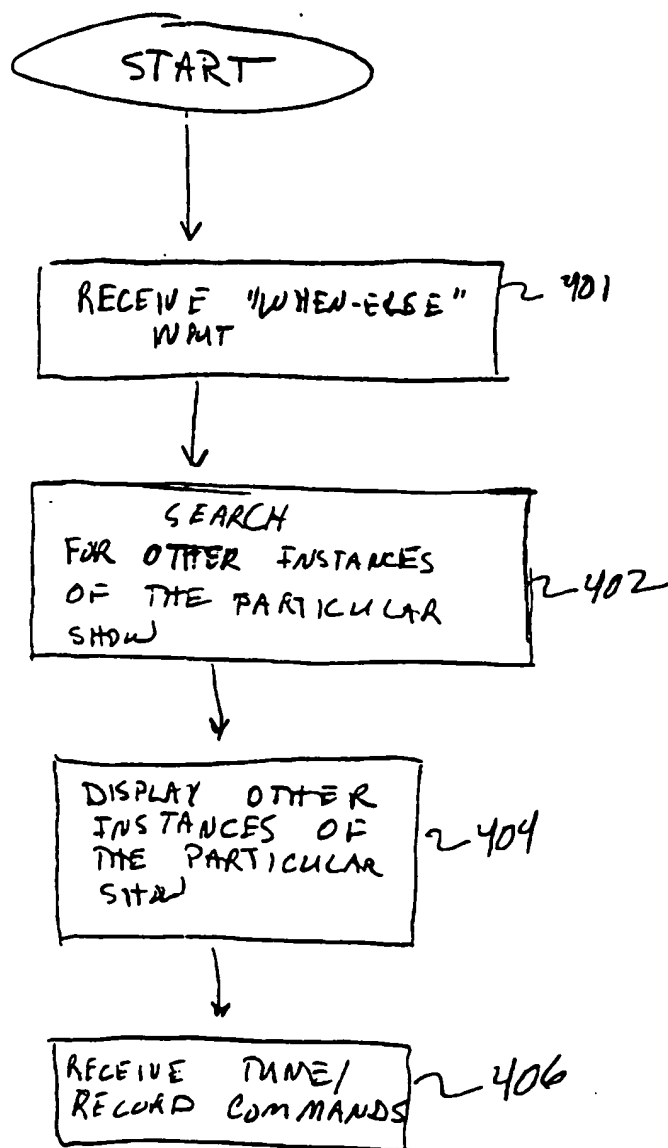 START
RECEIVE "WHEN-ELSE"
INPUT
401
SEARCH
FOR OTHER INSTANCES
OF THE PARTICULAR
SHOW
402
DISPLAY OTHER
INSTANCES OF
THE PARTICULAR
SHOW
404
RECEIVE TUNE/
RECORD COMMANDS
406